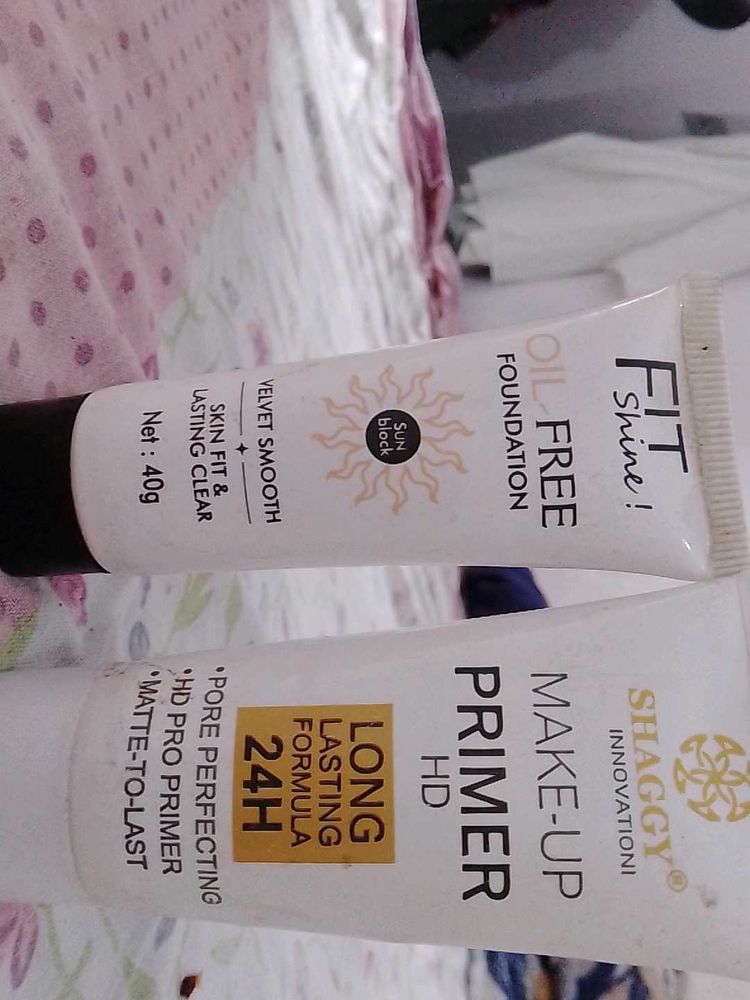 FIT
Shine!
OIL-FREE
FOUNDATION
SUN
block
VELVET SMOOTH
SKIN FIT &
LASTING CLEAR
Net : 40g
SHAGGY®
INNOVATIONI
MAKE-UP
PRIMER
HD
LONG
LASTING
FORMULA
24H
•PORE PERFECTING
•HD PRO PRIMER
•MATTE-TO-LAST